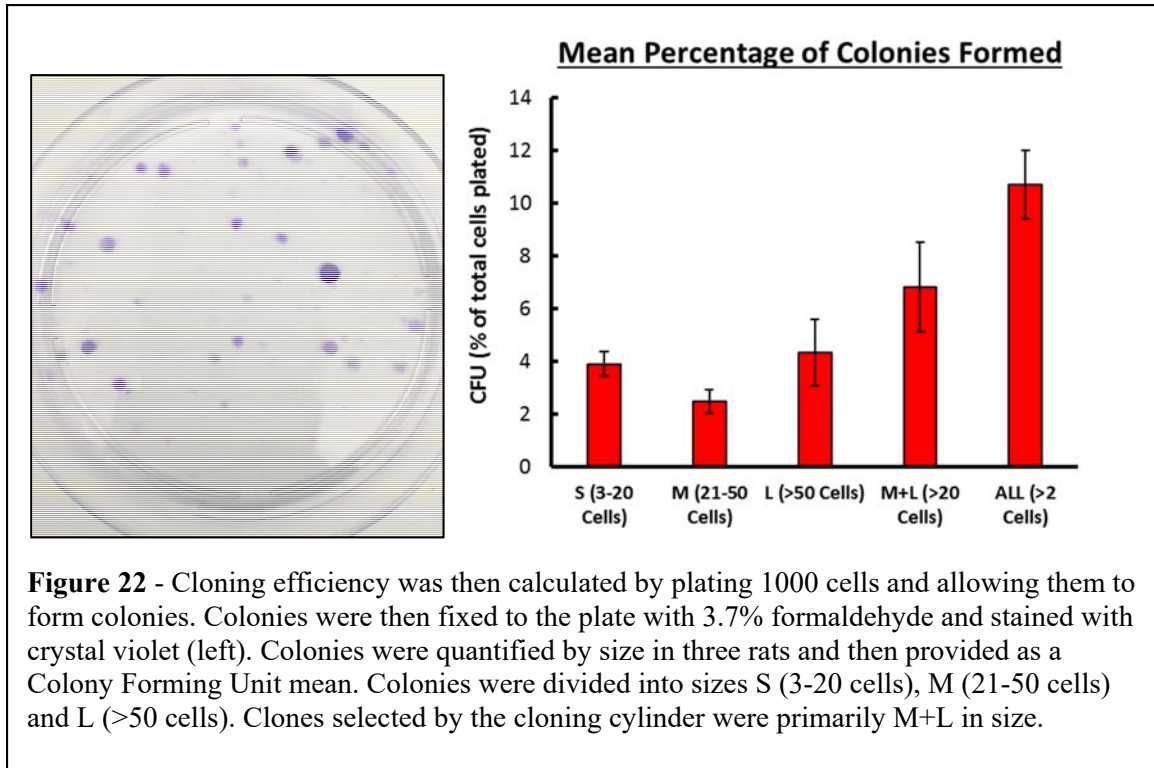 Mean Percentage of Colonies Formed
CFU (% of total cells plated)
14
12
10
8
6
4
2
0
S (3-20
Cells)
M (21-50
Cells)
L (>50 Cells)
M+L (>20
Cells)
ALL (>2
Cells)
Figure 22 - Cloning efficiency was then calculated by plating 1000 cells and allowing them to
form colonies. Colonies were then fixed to the plate with 3.7% formaldehyde and stained with
crystal violet (left). Colonies were quantified by size in three rats and then provided as a
Colony Forming Unit mean. Colonies were divided into sizes S (3-20 cells), M (21-50 cells)
and L (>50 cells). Clones selected by the cloning cylinder were primarily M+L in size.